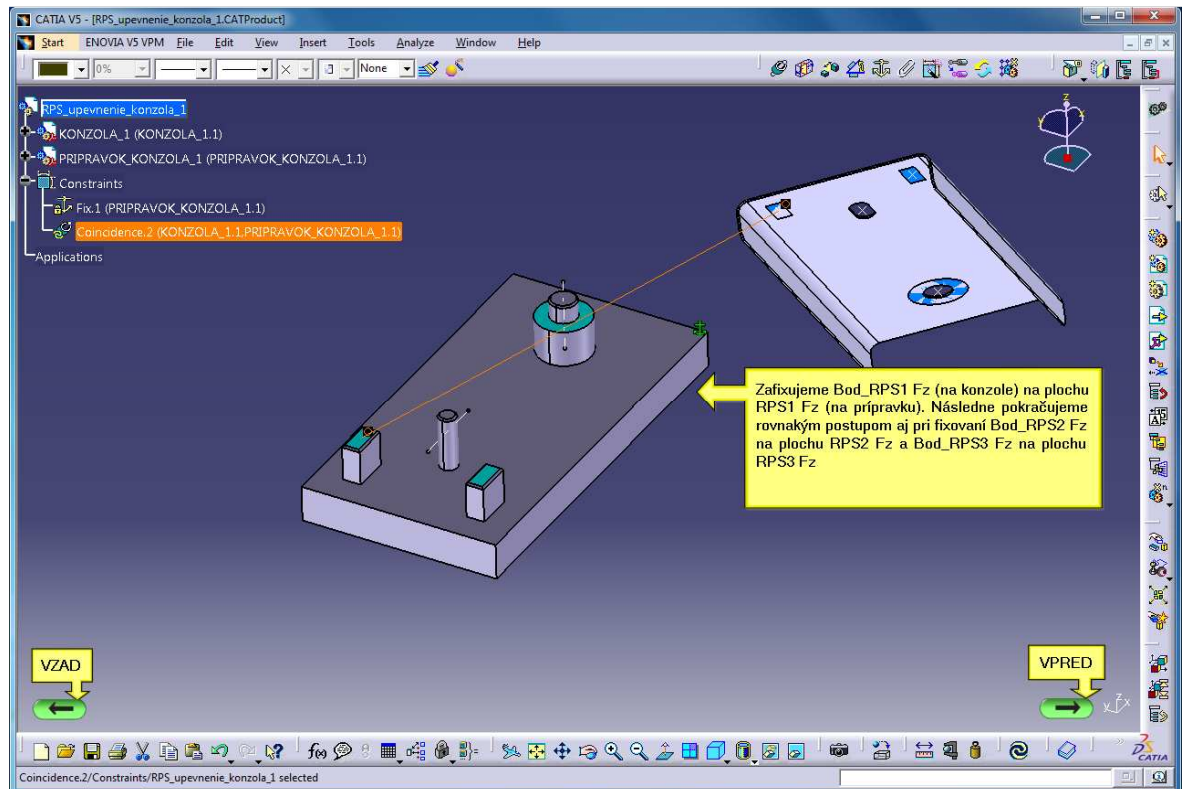 CATIA V5 - [RPS_upevnenie_konzola_1.CATProduct]
Start ENOVIA V5 VPM File Edit View Insert Tools Analyze Window Help
0% None
RPS_upevnenie_konzola_1
KONZOLA_1 (KONZOLA_1.1)
PRIPRAVOK_KONZOLA_1 (PRIPRAVOK_KONZOLA_1.1)
Constraints
Fix.1 (PRIPRAVOK_KONZOLA_1.1)
Coincidence.2 (KONZOLA_1.1,PRIPRAVOK_KONZOLA_1.1)
Applications
z
y
Zafixujeme Bod_RPS1 Fz (na konzole) na plochu
RPS1 Fz (na prípravku). Následne pokračujeme
rovnakým postupom aj pri fixovaní Bod_RPS2 Fz
na plochu RPS2 Fz a Bod_RPS3 Fz na plochu
RPS3 Fz
VZAD
VPRED
y z x
f(x)
CATIA
Coincidence.2/Constraints/RPS_upevnenie_konzola_1 selected